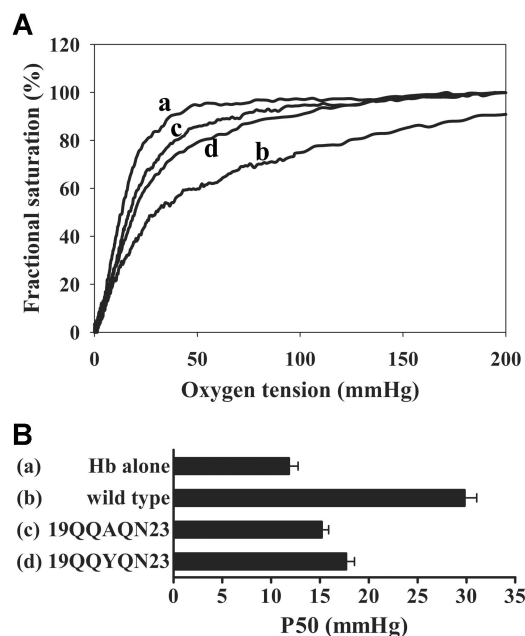 A
Fractional saturation (%)
120
100
80
60
40
20
0
a
c
d
b
0 50 100 150 200
Oxygen tension (mmHg)
B
(a) Hb alone
(b) wild type
(c) 19QQAQN23
(d) 19QQYQN23
0 5 10 15 20 25 30 35
P50 (mmHg)